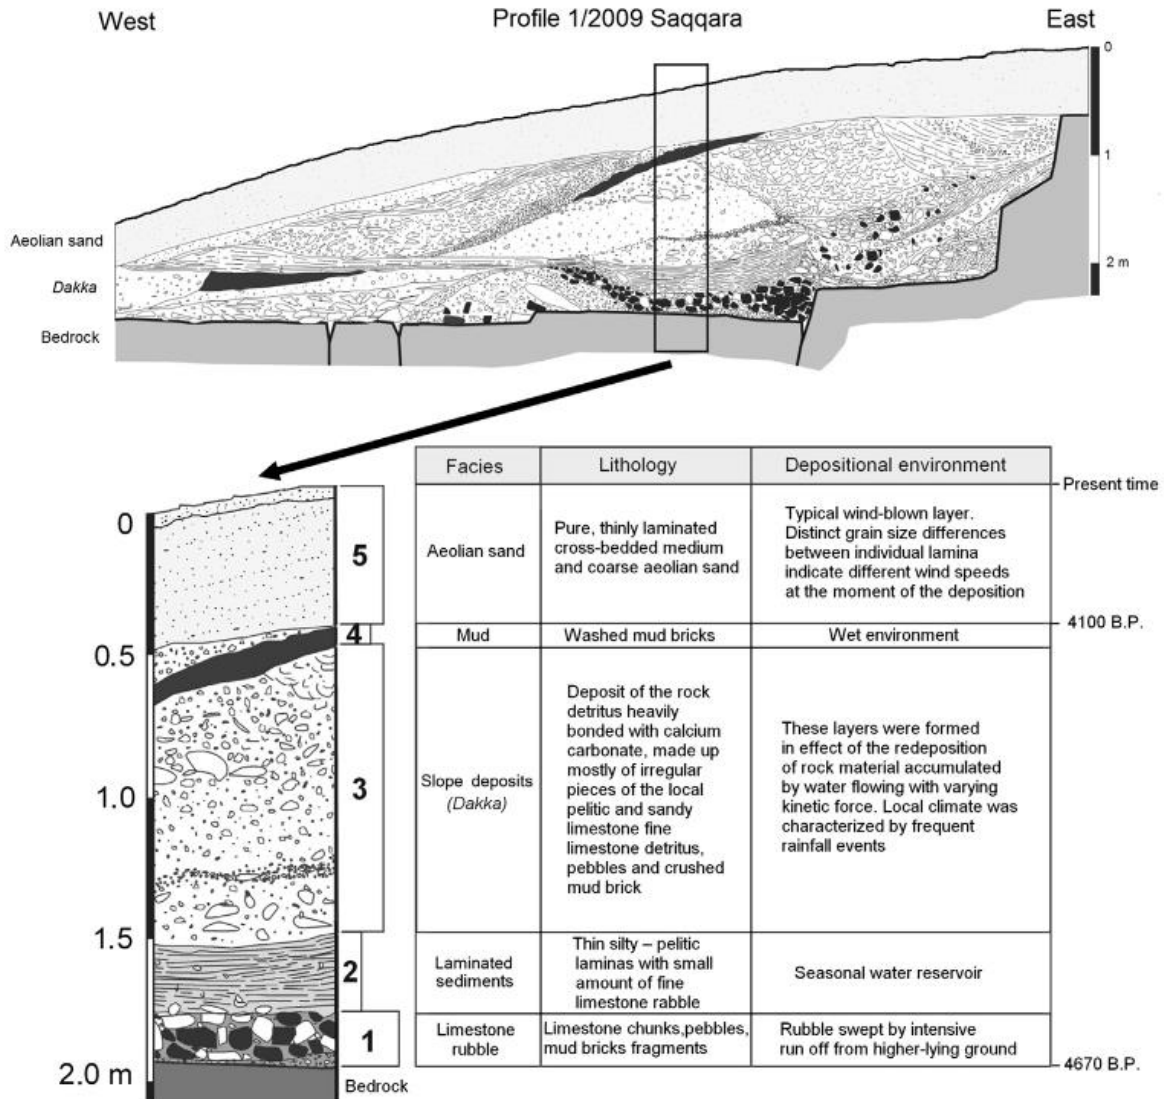 West
Profile 1/2009 Saqqara
East
0
1
2 m
Aeolian sand
Dakka
Bedrock
0
0.5
1.0
1.5
2.0 m
5
4
3
2
1
Bedrock
Facies
Lithology
Depositional environment
Present time
Aeolian sand
Pure, thinly laminated
cross-bedded medium
and coarse aeolian sand
Typical wind-blown layer.
Distinct grain size differences
between individual lamina
indicate different wind speeds
at the moment of the deposition
4100 B.P.
Mud
Washed mud bricks
Wet environment
Slope deposits
(Dakka)
Deposit of the rock
detritus heavily
bonded with calcium
carbonate, made up
mostly of irregular
pieces of the local
pelitic and sandy
limestone fine
limestone detritus,
pebbles and crushed
mud brick
These layers were formed
in effect of the redeposition
of rock material accumulated
by water flowing with varying
kinetic force. Local climate was
characterized by frequent
rainfall events
Laminated
sediments
Thin silty – pelitic
laminas with small
amount of fine
limestone rabble
Seasonal water reservoir
Limestone
rubble
Limestone chunks,pebbles,
mud bricks fragments
Rubble swept by intensive
run off from higher-lying ground
4670 B.P.